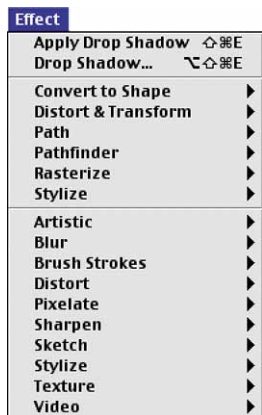 Effect
Apply Drop Shadow ⇧⌘E
Drop Shadow... ⌥⇧⌘E
Convert to Shape
Distort & Transform
Path
Pathfinder
Rasterize
Stylize
Artistic
Blur
Brush Strokes
Distort
Pixelate
Sharpen
Sketch
Stylize
Texture
Video